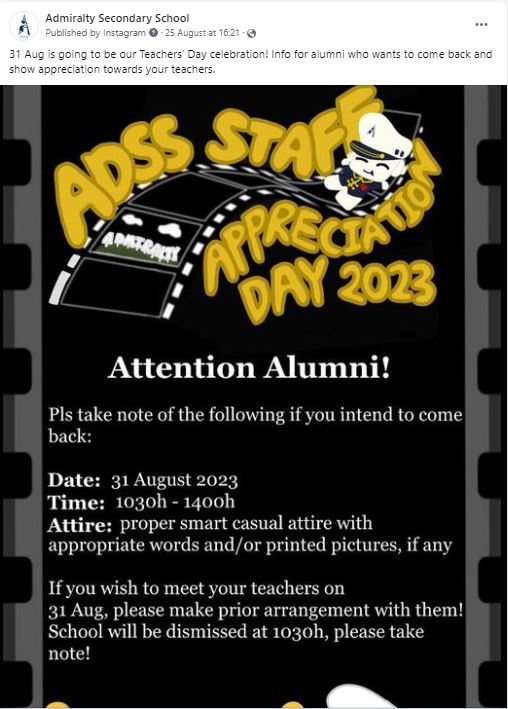 Admiralty Secondary School
Published by Instagram · 25 August at 16:21 ·
31 Aug is going to be our Teachers' Day celebration! Info for alumni who wants to come back and
show appreciation towards your teachers.
ADSS STAFF
APPRECIATION
DAY 2023
ADMIRALTY
Attention Alumni!
Pls take note of the following if you intend to come
back:
Date: 31 August 2023
Time: 1030h - 1400h
Attire: proper smart casual attire with
appropriate words and/or printed pictures, if any
If you wish to meet your teachers on
31 Aug, please make prior arrangement with them!
School will be dismissed at 1030h, please take
note!